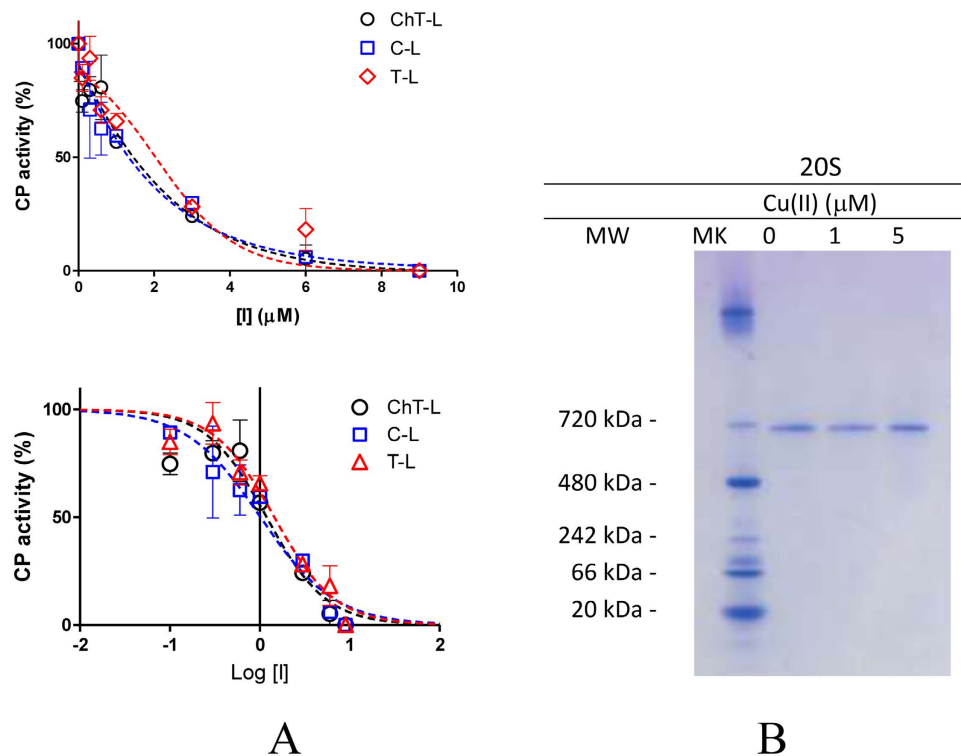 ChT-L
C-L
T-L
CP activity (%)
100
50
0
0 2 4 6 8 10
[I] (μM)
ChT-L
C-L
T-L
CP activity (%)
100
50
0
-2 -1 0 1 2
Log [I]
A
20S
Cu(II) (μM)
MW MK 0 1 5
720 kDa -
480 kDa -
242 kDa -
66 kDa -
20 kDa -
B